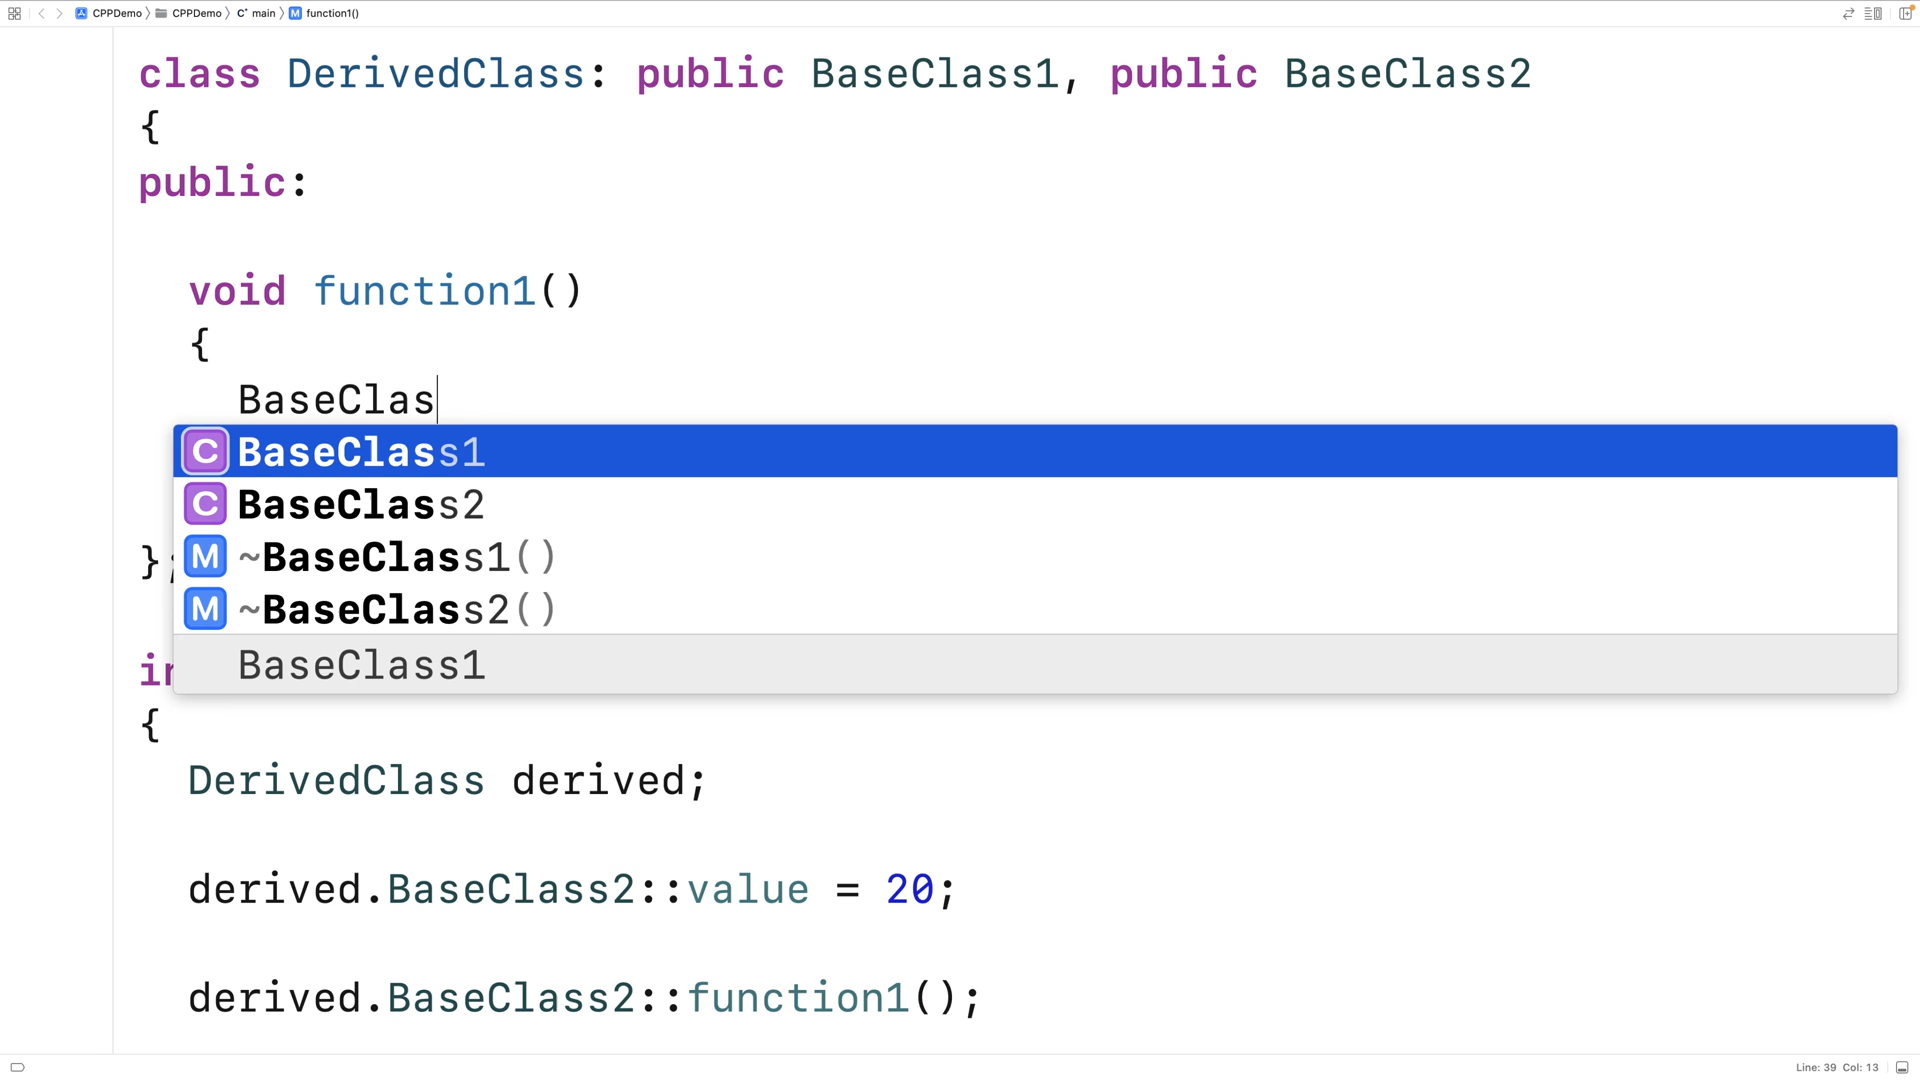 CPPDemo 〉 CPPDemo 〉 C⁺ main 〉 M function1()
class DerivedClass: public BaseClass1, public BaseClass2
{
public:
void function1()
{
BaseClas
C BaseClass1
C BaseClass2
M ~BaseClass1()
};
M ~BaseClass2()
BaseClass1
in
{
DerivedClass derived;
derived.BaseClass2::value = 20;
derived.BaseClass2::function1();
Line: 39 Col: 13